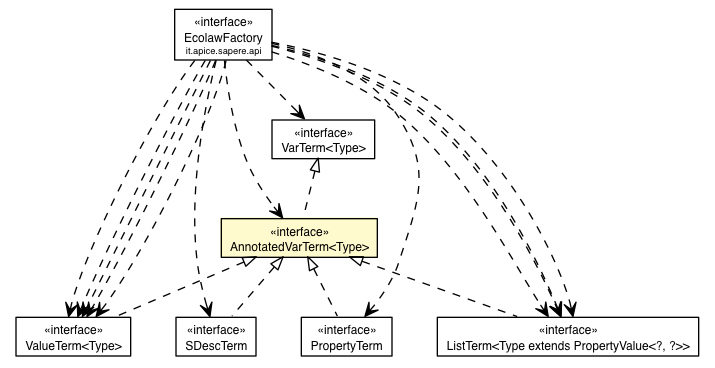 «interface»
EcolawFactory
it.apice.sapere.api
«interface»
VarTerm<Type>
«interface»
AnnotatedVarTerm<Type>
«interface»
ValueTerm<Type>
«interface»
SDescTerm
«interface»
PropertyTerm
«interface»
ListTerm<Type extends PropertyValue<?, ?>>